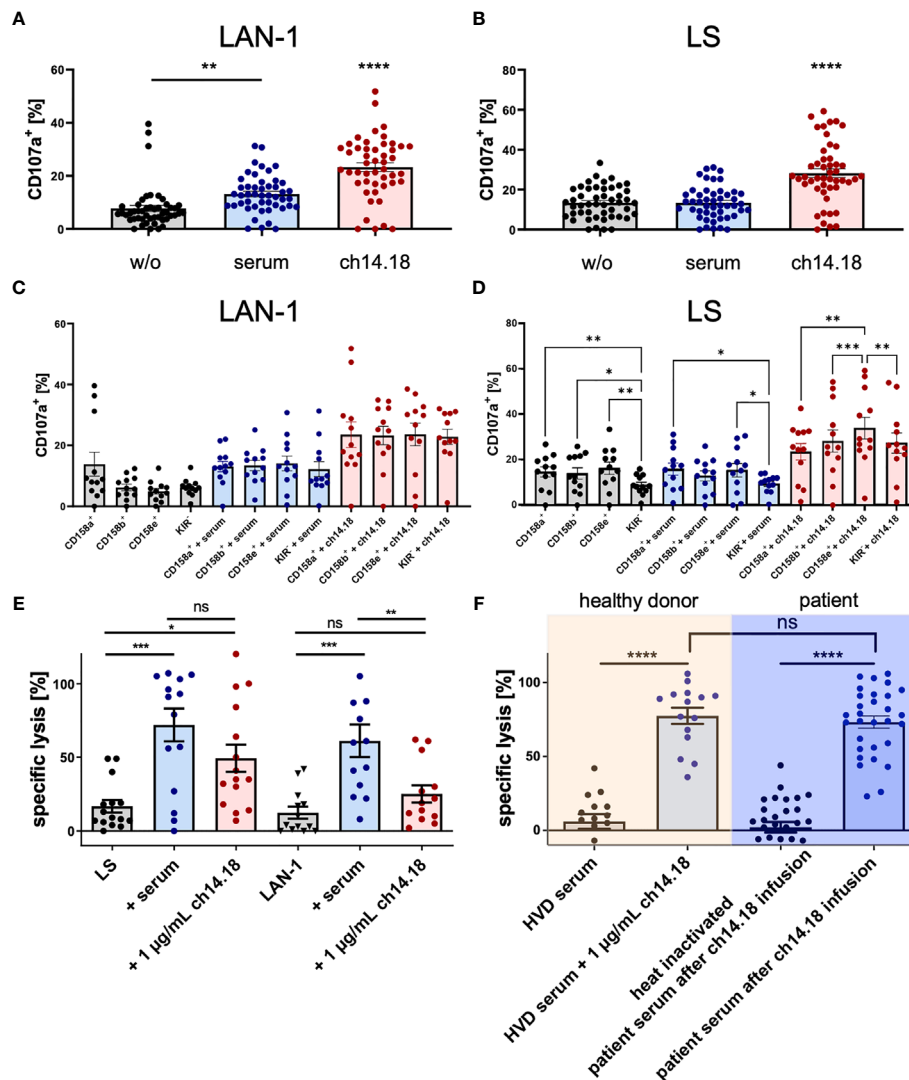 A
LAN-1
**
****
CD107a⁺ [%]
60
40
20
0
w/o
serum
ch14.18
B
LS
****
CD107a⁺ [%]
80
60
40
20
0
w/o
serum
ch14.18
C
LAN-1
CD107a⁺ [%]
60
40
20
0
CD158a⁺
CD158b⁺
CD158e⁺
KIR⁻
CD158a⁺ + serum
CD158b⁺ + serum
CD158e⁺ + serum
KIR⁻ + serum
CD158a⁺ + ch14.18
CD158b⁺ + ch14.18
CD158e⁺ + ch14.18
KIR⁻ + ch14.18
D
LS
**
*
**
*
*
**
***
**
CD107a⁺ [%]
80
60
40
20
0
CD158a⁺
CD158b⁺
CD158e⁺
KIR⁻
CD158a⁺ + serum
CD158b⁺ + serum
CD158e⁺ + serum
KIR⁻ + serum
CD158a⁺ + ch14.18
CD158b⁺ + ch14.18
CD158e⁺ + ch14.18
KIR⁻ + ch14.18
E
ns
*
***
**
ns
***
specific lysis [%]
100
50
0
LS
+ serum
+ 1 µg/mL ch14.18
LAN-1
+ serum
+ 1 µg/mL ch14.18
F
healthy donor
patient
ns
****
****
specific lysis [%]
100
50
0
HVD serum
HVD serum + 1 µg/mL ch14.18
heat inactivated
patient serum after ch14.18 infusion
patient serum after ch14.18 infusion